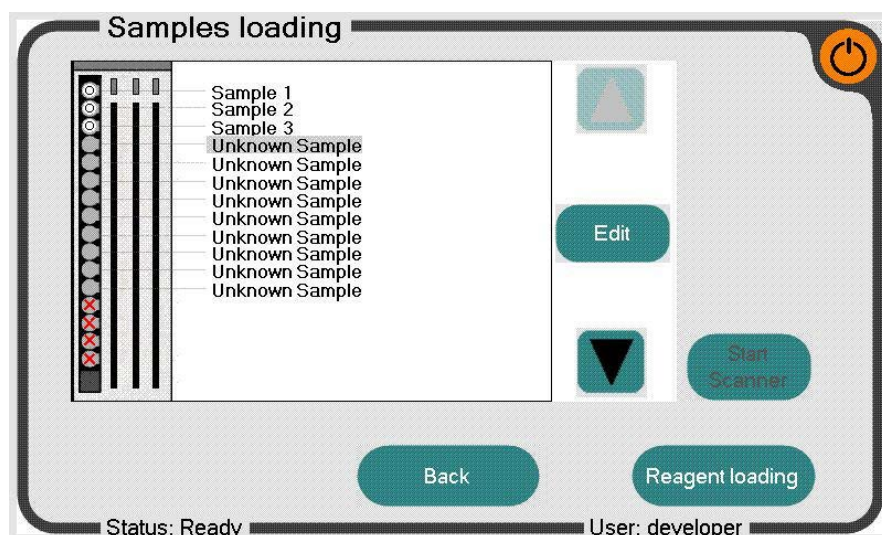 Samples loading
Sample 1
Sample 2
Sample 3
Unknown Sample
Unknown Sample
Unknown Sample
Unknown Sample
Unknown Sample
Unknown Sample
Unknown Sample
Unknown Sample
Unknown Sample
Edit
Start
Scanner
Back
Reagent loading
Status: Ready
User: developer